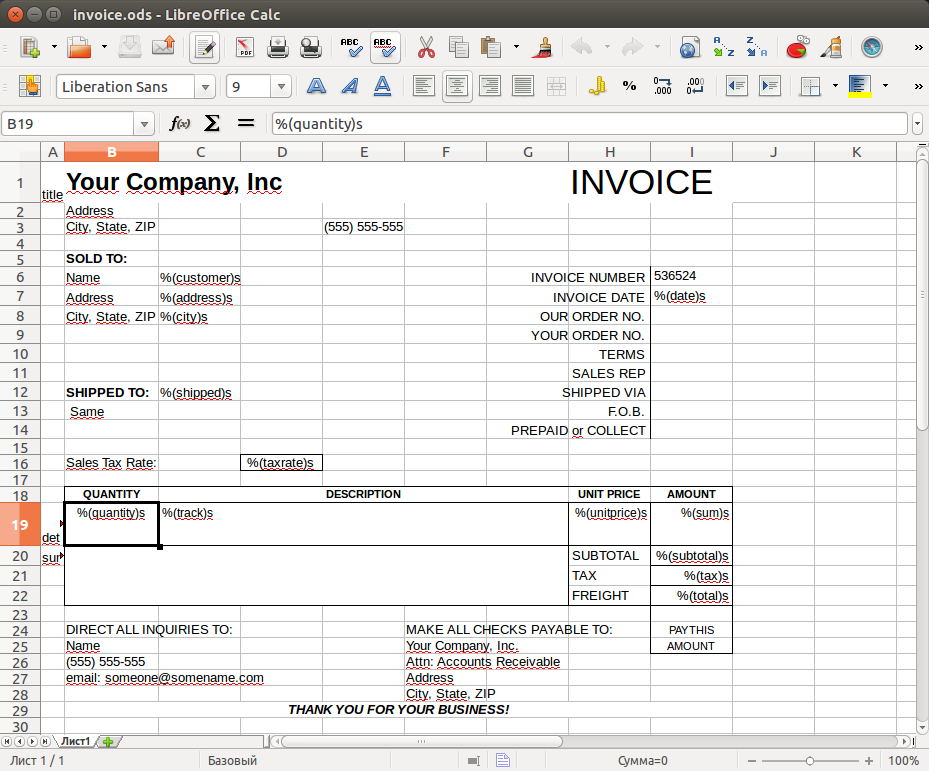 invoice.ods - LibreOffice Calc
PDF ABC ABC
Liberation Sans 9 % .000 .00
B19 f(x) Σ = %(quantity)s
A B C D E F G H I J K
1 title Your Company, Inc INVOICE
2 Address
3 City, State, ZIP (555) 555-555
4
5 SOLD TO:
6 Name %(customer)s INVOICE NUMBER 536524
7 Address %(address)s INVOICE DATE %(date)s
8 City, State, ZIP %(city)s OUR ORDER NO.
9 YOUR ORDER NO.
10 TERMS
11 SALES REP
12 SHIPPED TO: %(shipped)s SHIPPED VIA
13 Same F.O.B.
14 PREPAID or COLLECT
15
16 Sales Tax Rate: %(taxrate)s
17
18 QUANTITY DESCRIPTION UNIT PRICE AMOUNT
19 det %(quantity)s %(track)s %(unitprice)s %(sum)s
20 sur SUBTOTAL %(subtotal)s
21 TAX %(tax)s
22 FREIGHT %(total)s
23
24 DIRECT ALL INQUIRIES TO: MAKE ALL CHECKS PAYABLE TO: PAYTHIS
25 Name Your Company, Inc. AMOUNT
26 (555) 555-555 Attn: Accounts Receivable
27 email: someone@somename.com Address
28 City, State, ZIP
29 THANK YOU FOR YOUR BUSINESS!
30
Лист1
Лист 1 / 1 Базовый Сумма=0 100%